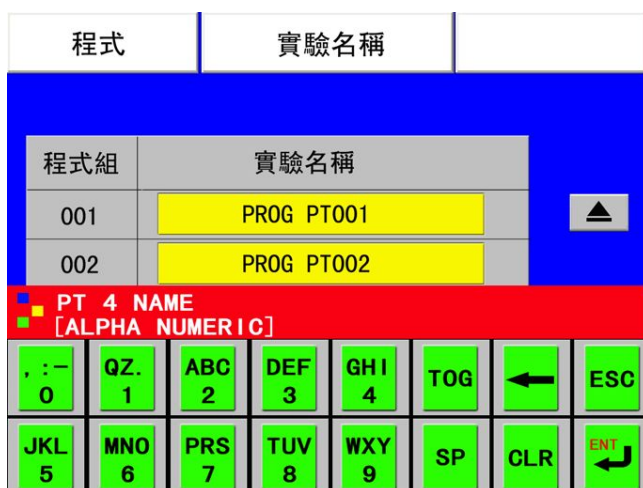 程式 實驗名稱
程式組 實驗名稱
001 PROG PT001
002 PROG PT002
PT 4 NAME
[ALPHA NUMERIC]
, :— QZ. ABC DEF GHI TOG ESC
0 1 2 3 4
JKL MNO PRS TUV WXY SP CLR ENT
5 6 7 8 9